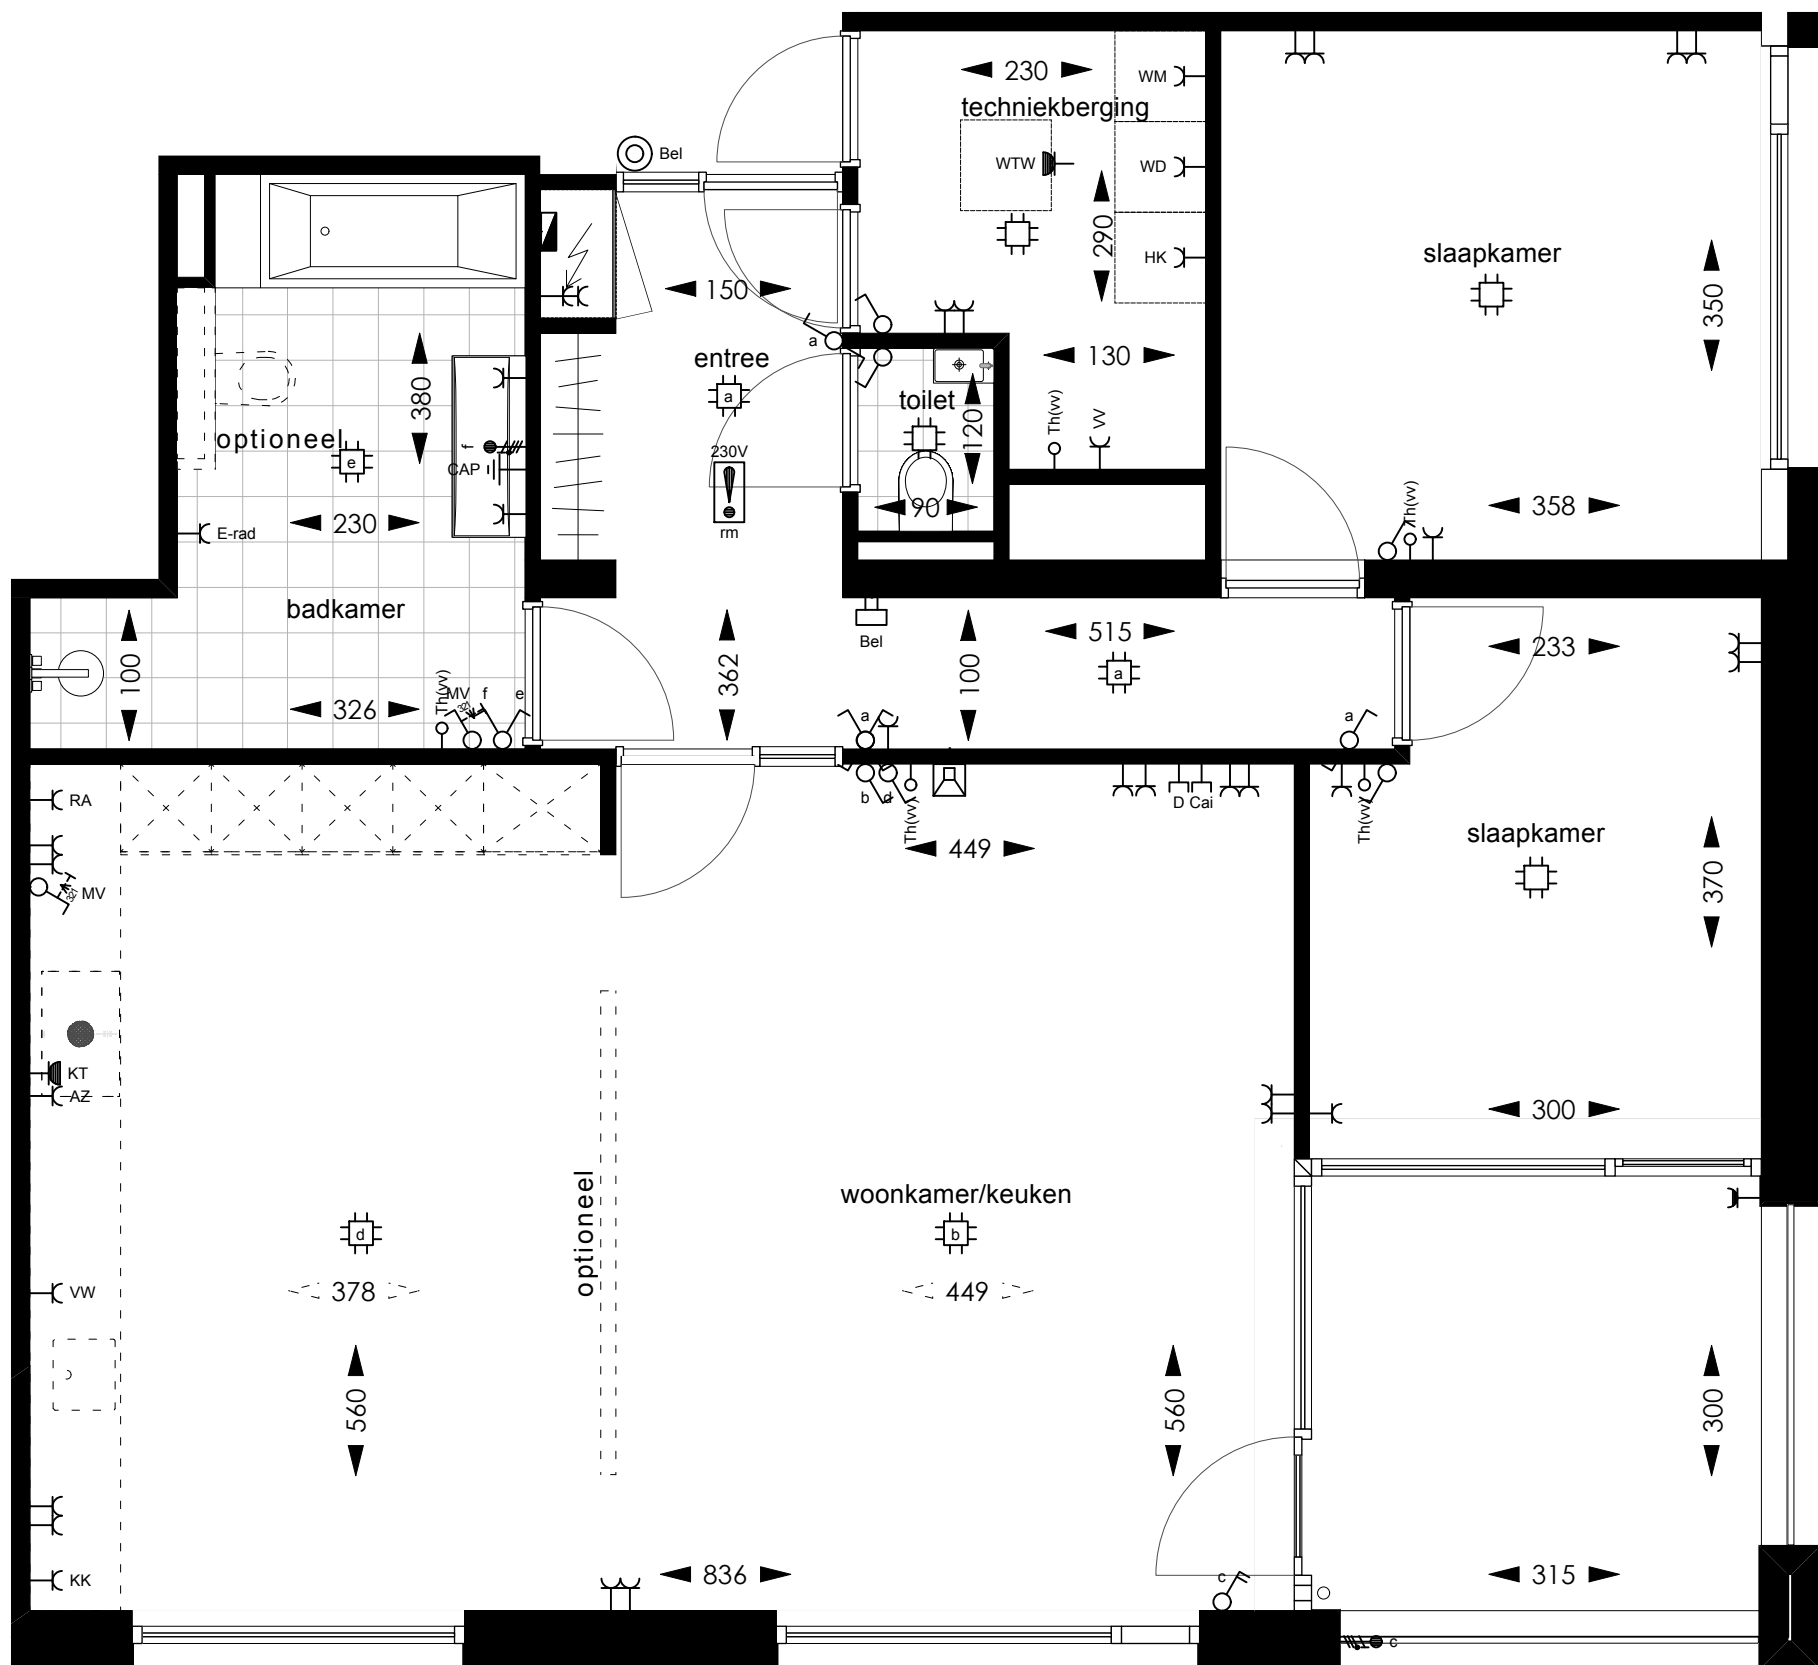 230
WM
techniekberging
Bel
WTW
WD
290
HK
slaapkamer
350
150
a
entree
a
130
380
toilet
120
Th(vv)
VV
optioneel
e
f
CAP
230V
rm
90
358
Th(vv)
230
E-rad
badkamer
100
326
Th(vv)
MV
321
f
e
362
Bel
100
515
a
233
a
a
RA
b
d
Th(vv)
D
Cai
Th(vv)
449
slaapkamer
370
321
MV
KT
AZ
300
optioneel
woonkamer/keuken
d
b
VW
378
449
560
560
300
KK
836
c
315
c